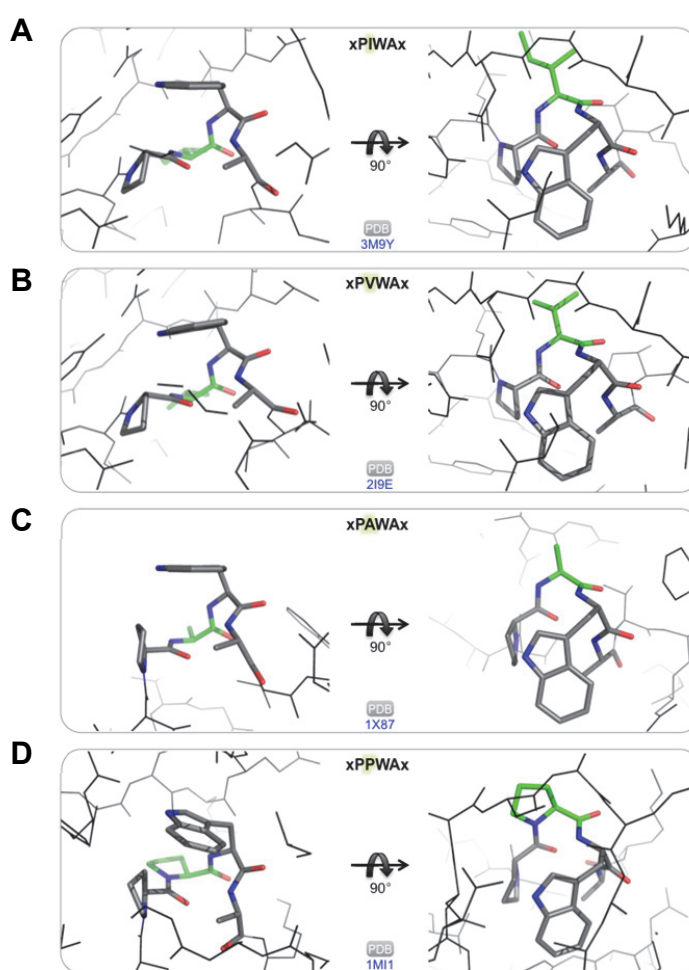 A
xPIWAx
90°
PDB
3M9Y
B
xPVWAx
90°
PDB
2I9E
C
xPAWAx
90°
PDB
1X87
D
xPPWAx
90°
PDB
1MI1